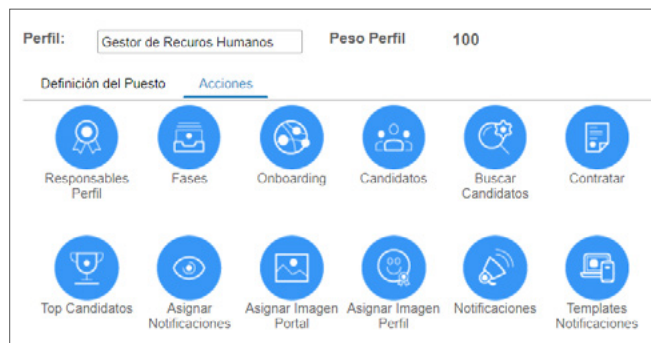 Perfil: Gestor de Recuros Humanos Peso Perfil 100
Definición del Puesto Acciones
Responsables Perfil
Fases
Onboarding
Candidatos
Buscar Candidatos
Contratar
Top Candidatos
Asignar Notificaciones
Asignar Imagen Portal
Asignar Imagen Perfil
Notificaciones
Templates Notificaciones